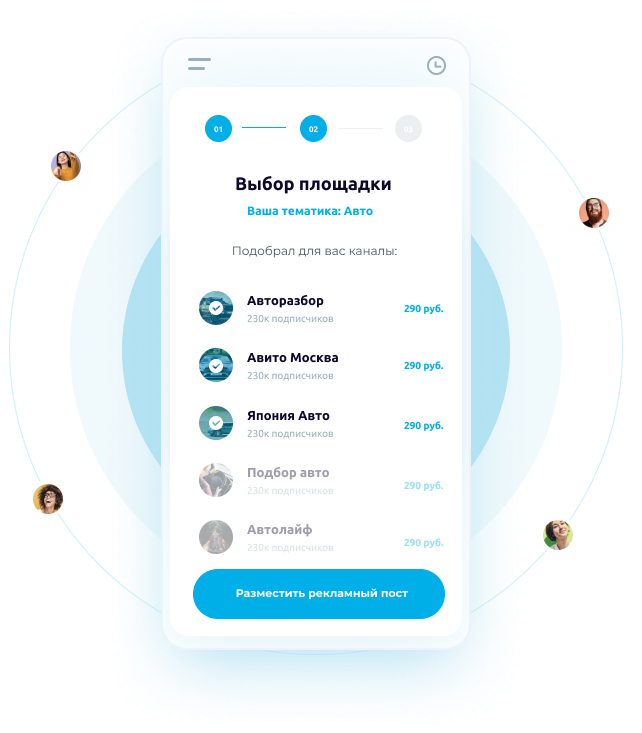 01
02
03
Выбор площадки
Ваша тематика: Авто
Подобрал для вас каналы:
Авторазбор
230к подписчиков
290 руб.
Авито Москва
230к подписчиков
290 руб.
Япония Авто
230к подписчиков
290 руб.
Подбор авто
230к подписчиков
290 руб.
Автолайф
230к подписчиков
290 руб.
Разместить рекламный пост